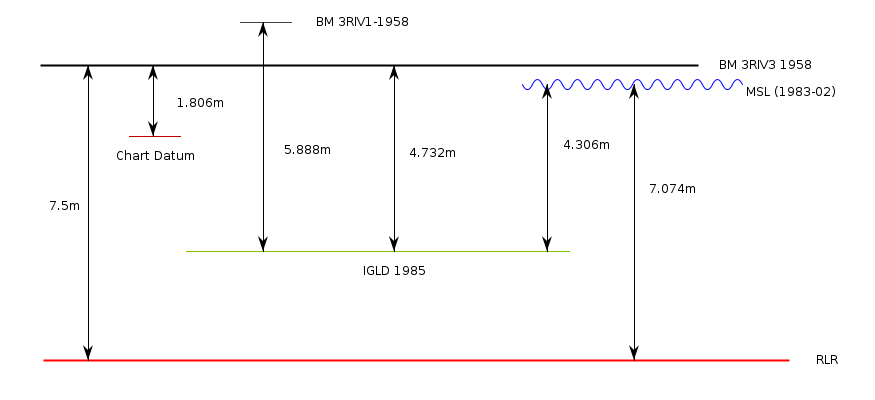 BM 3RIV1-1958
BM 3RIV3 1958
MSL (1983-02)
1.806m
Chart Datum
5.888m
4.732m
4.306m
7.074m
7.5m
IGLD 1985
RLR